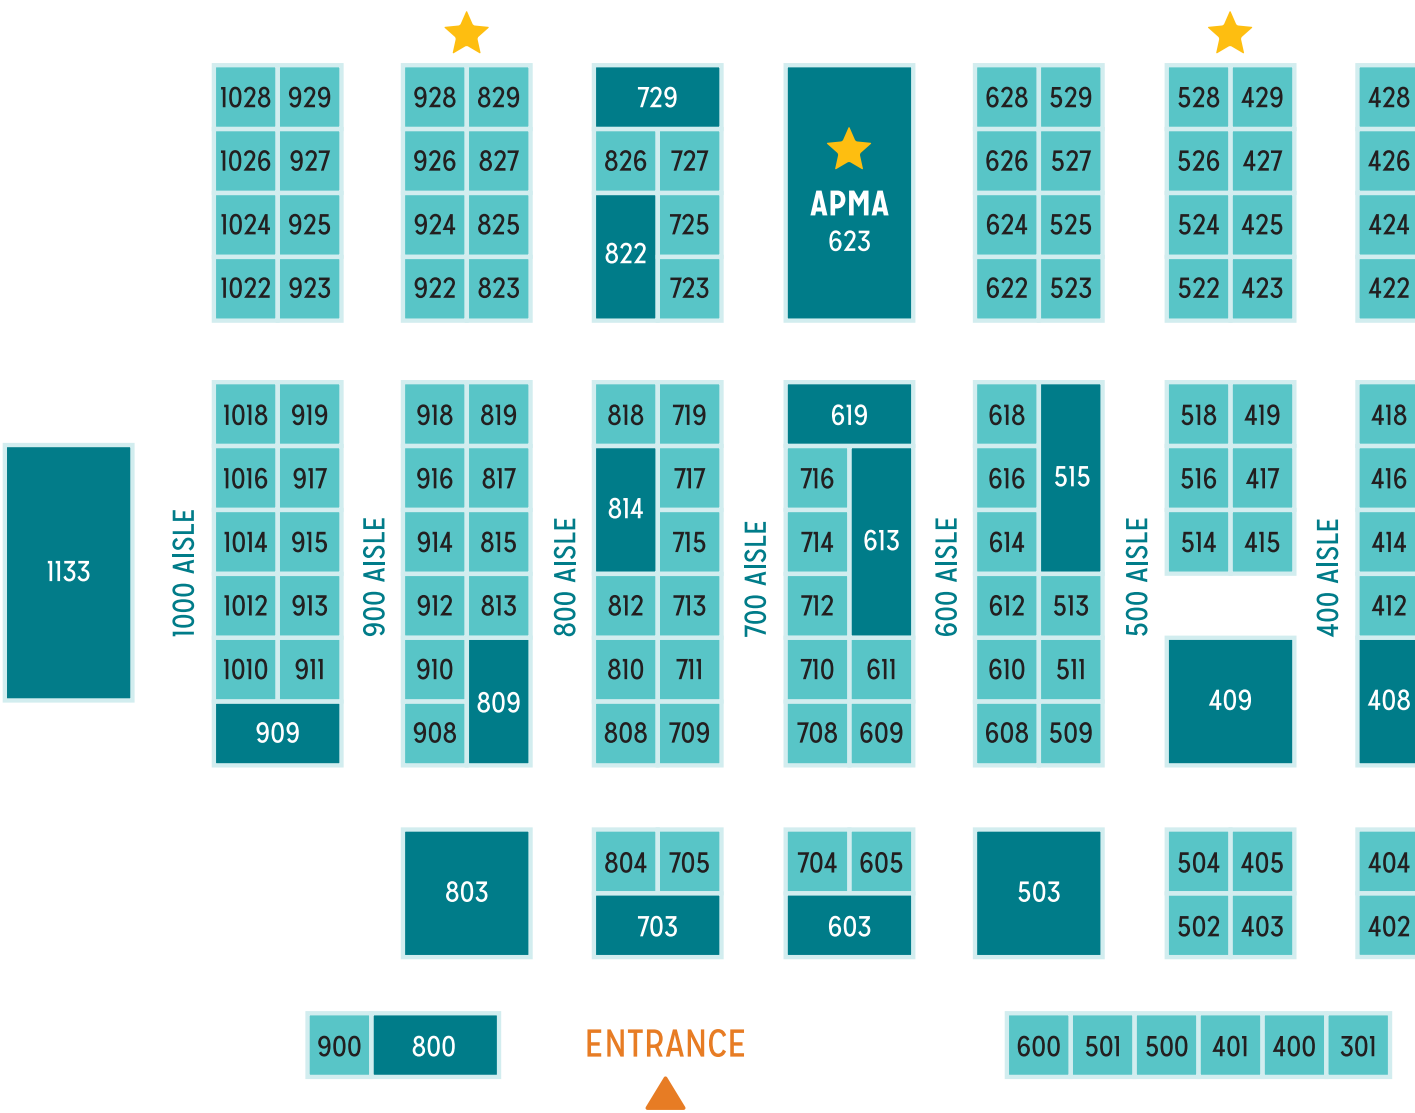 1028 929 928 829 729 628 529 528 429 428
1026 927 926 827 826 727 626 527 526 427 426
APMA
1024 925 924 825 822 725 623 624 525 524 425 424
1022 923 922 823 723 622 523 522 423 422
1018 919 918 819 818 719 619 618 419 518 418
1016 917 916 817 814 717 716 616 515 516 417 416
1014 915 914 815 715 714 613 614 514 415 414
1133
1000 AISLE
900 AISLE
800 AISLE
700 AISLE
600 AISLE
500 AISLE
400 AISLE
1012 913 912 813 812 713 712 612 513 412
1010 911 910 809 810 711 710 611 610 511 409 408
909 908 808 709 708 609 608 509
803 804 705 704 605 503 504 405 404
703 603 502 403 402
900 800
ENTRANCE
600 501 500 401 400 301